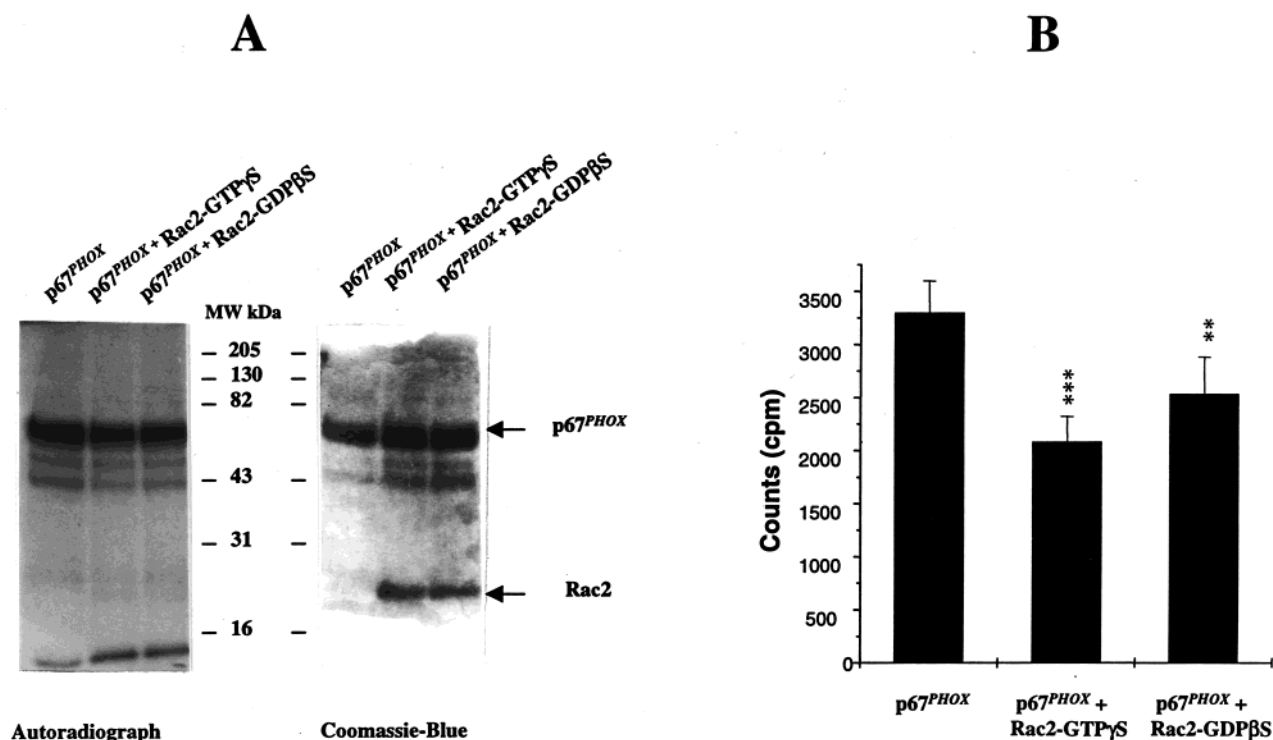 A
B
p67PHOX
p67PHOX + Rac2-GTPγS
p67PHOX + Rac2-GDPβS
p67PHOX
p67PHOX + Rac2-GTPγS
p67PHOX + Rac2-GDPβS
MW kDa
– 205 –
– 130 –
– 82 –
– 43 –
– 31 –
– 16 –
p67PHOX
Rac2
Autoradiograph
Coomassie-Blue
Counts (cpm)
3500
3000
2500
2000
1500
1000
500
0
***
**
p67PHOX
p67PHOX +
Rac2-GTPγS
p67PHOX +
Rac2-GDPβS